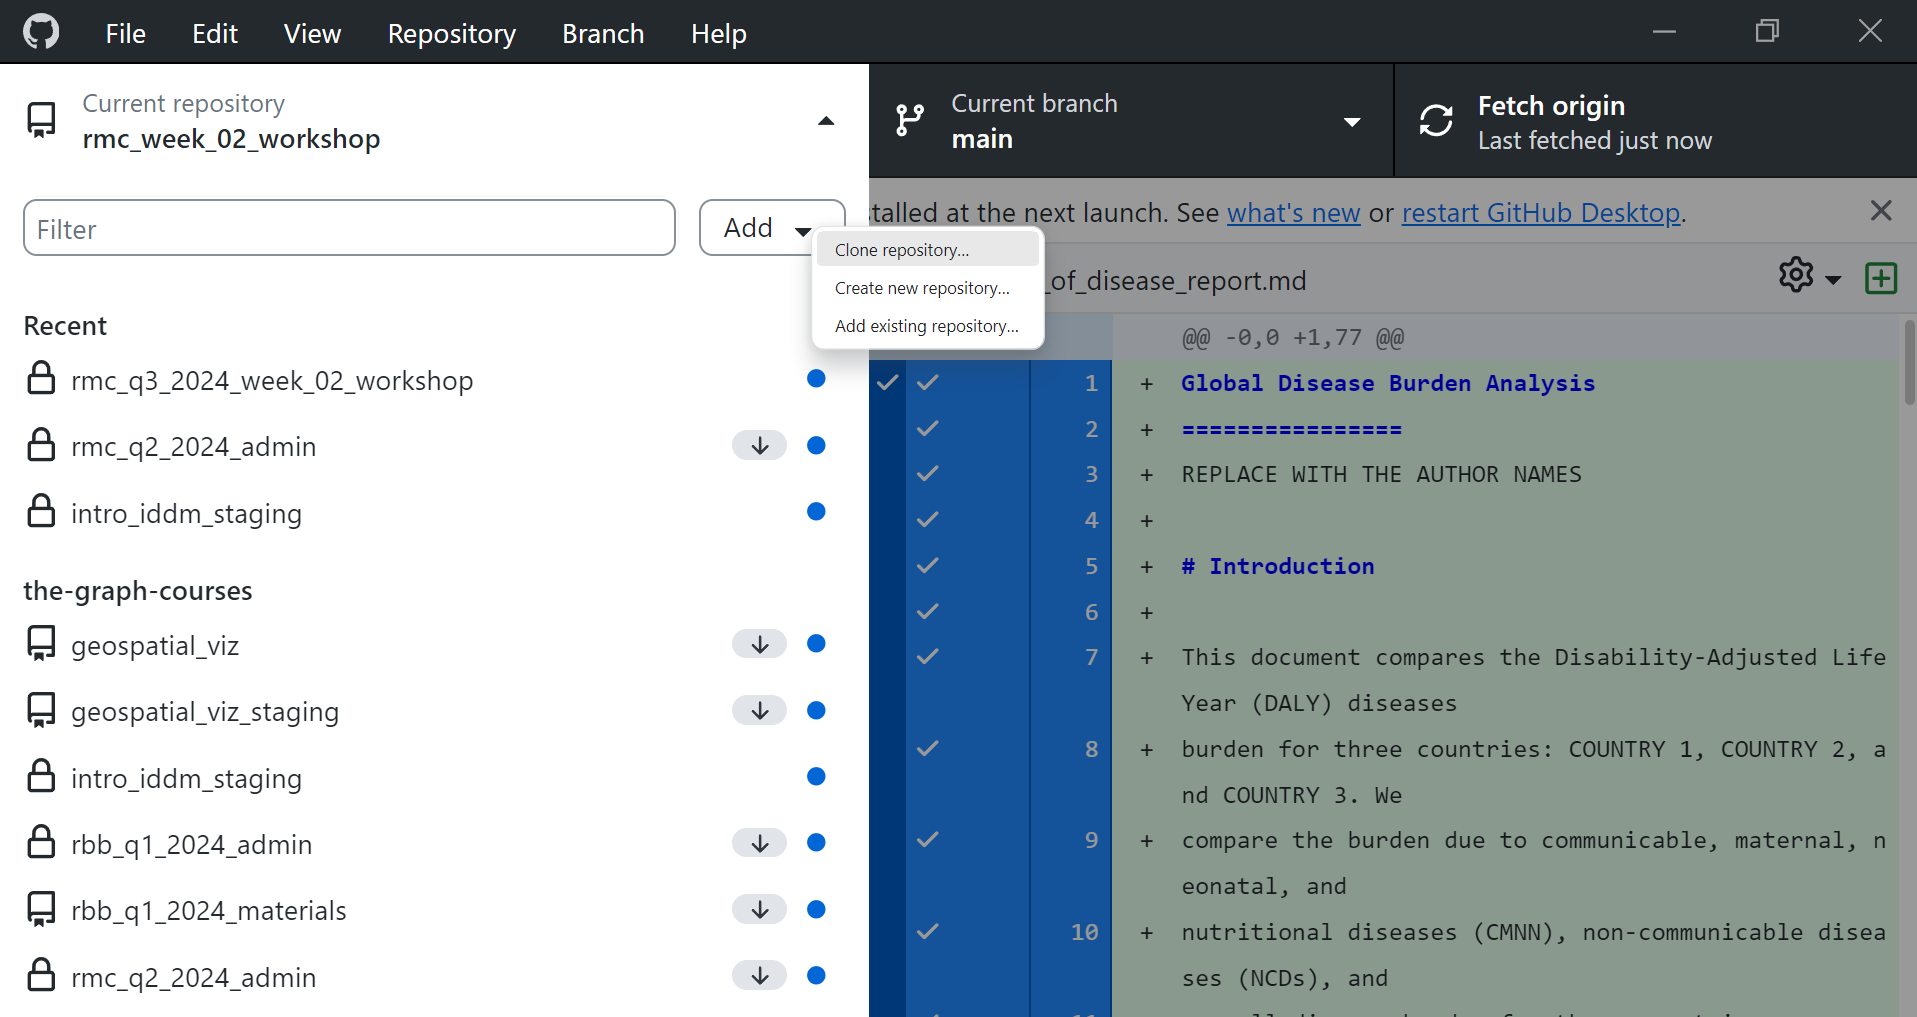 File Edit View Repository Branch Help
Current repository
rmc_week_02_workshop
Current branch
main
Fetch origin
Last fetched just now
Filter
Add
Clone repository...
Create new repository...
Add existing repository...
talled at the next launch. See what's new or restart GitHub Desktop.
_of_disease_report.md
Recent
rmc_q3_2024_week_02_workshop
rmc_q2_2024_admin
intro_iddm_staging
the-graph-courses
geospatial_viz
geospatial_viz_staging
intro_iddm_staging
rbb_q1_2024_admin
rbb_q1_2024_materials
rmc_q2_2024_admin
@@ -0,0 +1,77 @@
1 + Global Disease Burden Analysis
2 + ================
3 + REPLACE WITH THE AUTHOR NAMES
4 +
5 + # Introduction
6 +
7 + This document compares the Disability-Adjusted Life
Year (DALY) diseases
8 + burden for three countries: COUNTRY 1, COUNTRY 2, a
nd COUNTRY 3. We
9 + compare the burden due to communicable, maternal, n
eonatal, and
10 + nutritional diseases (CMNN), non-communicable disea
ses (NCDs), and